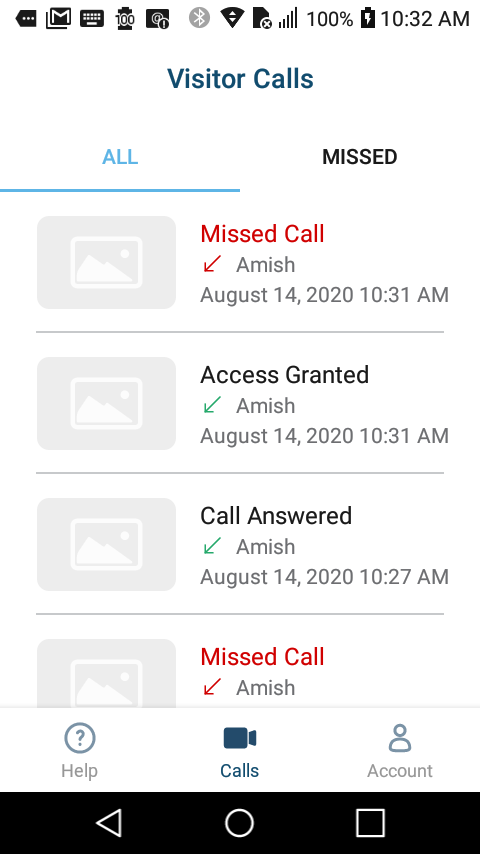 100% 10:32 AM
Visitor Calls
ALL MISSED
Missed Call
Amish
August 14, 2020 10:31 AM
Access Granted
Amish
August 14, 2020 10:31 AM
Call Answered
Amish
August 14, 2020 10:27 AM
Missed Call
Amish
Help Calls Account